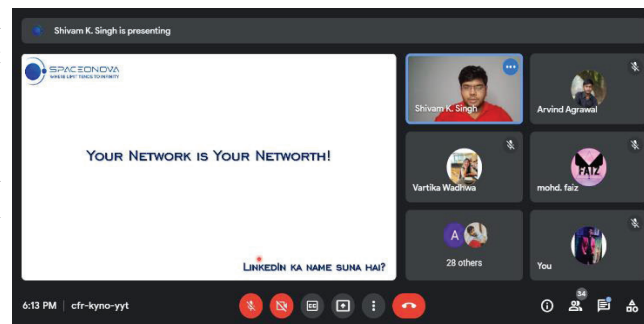 Shivam K. Singh is presenting
SPACEONOVA
WHERE LIMIT TENDS TO INFINITY
YOUR NETWORK IS YOUR NETWORTH!
LINKEDIN KA NAME SUNA HAI?
Shivam K. Singh
Arvind Agrawal
Vartika Wadhwa
FAIZ
mohd. faiz
A
28 others
You
6:13 PM | cfr-kyno-yyt
CC
34